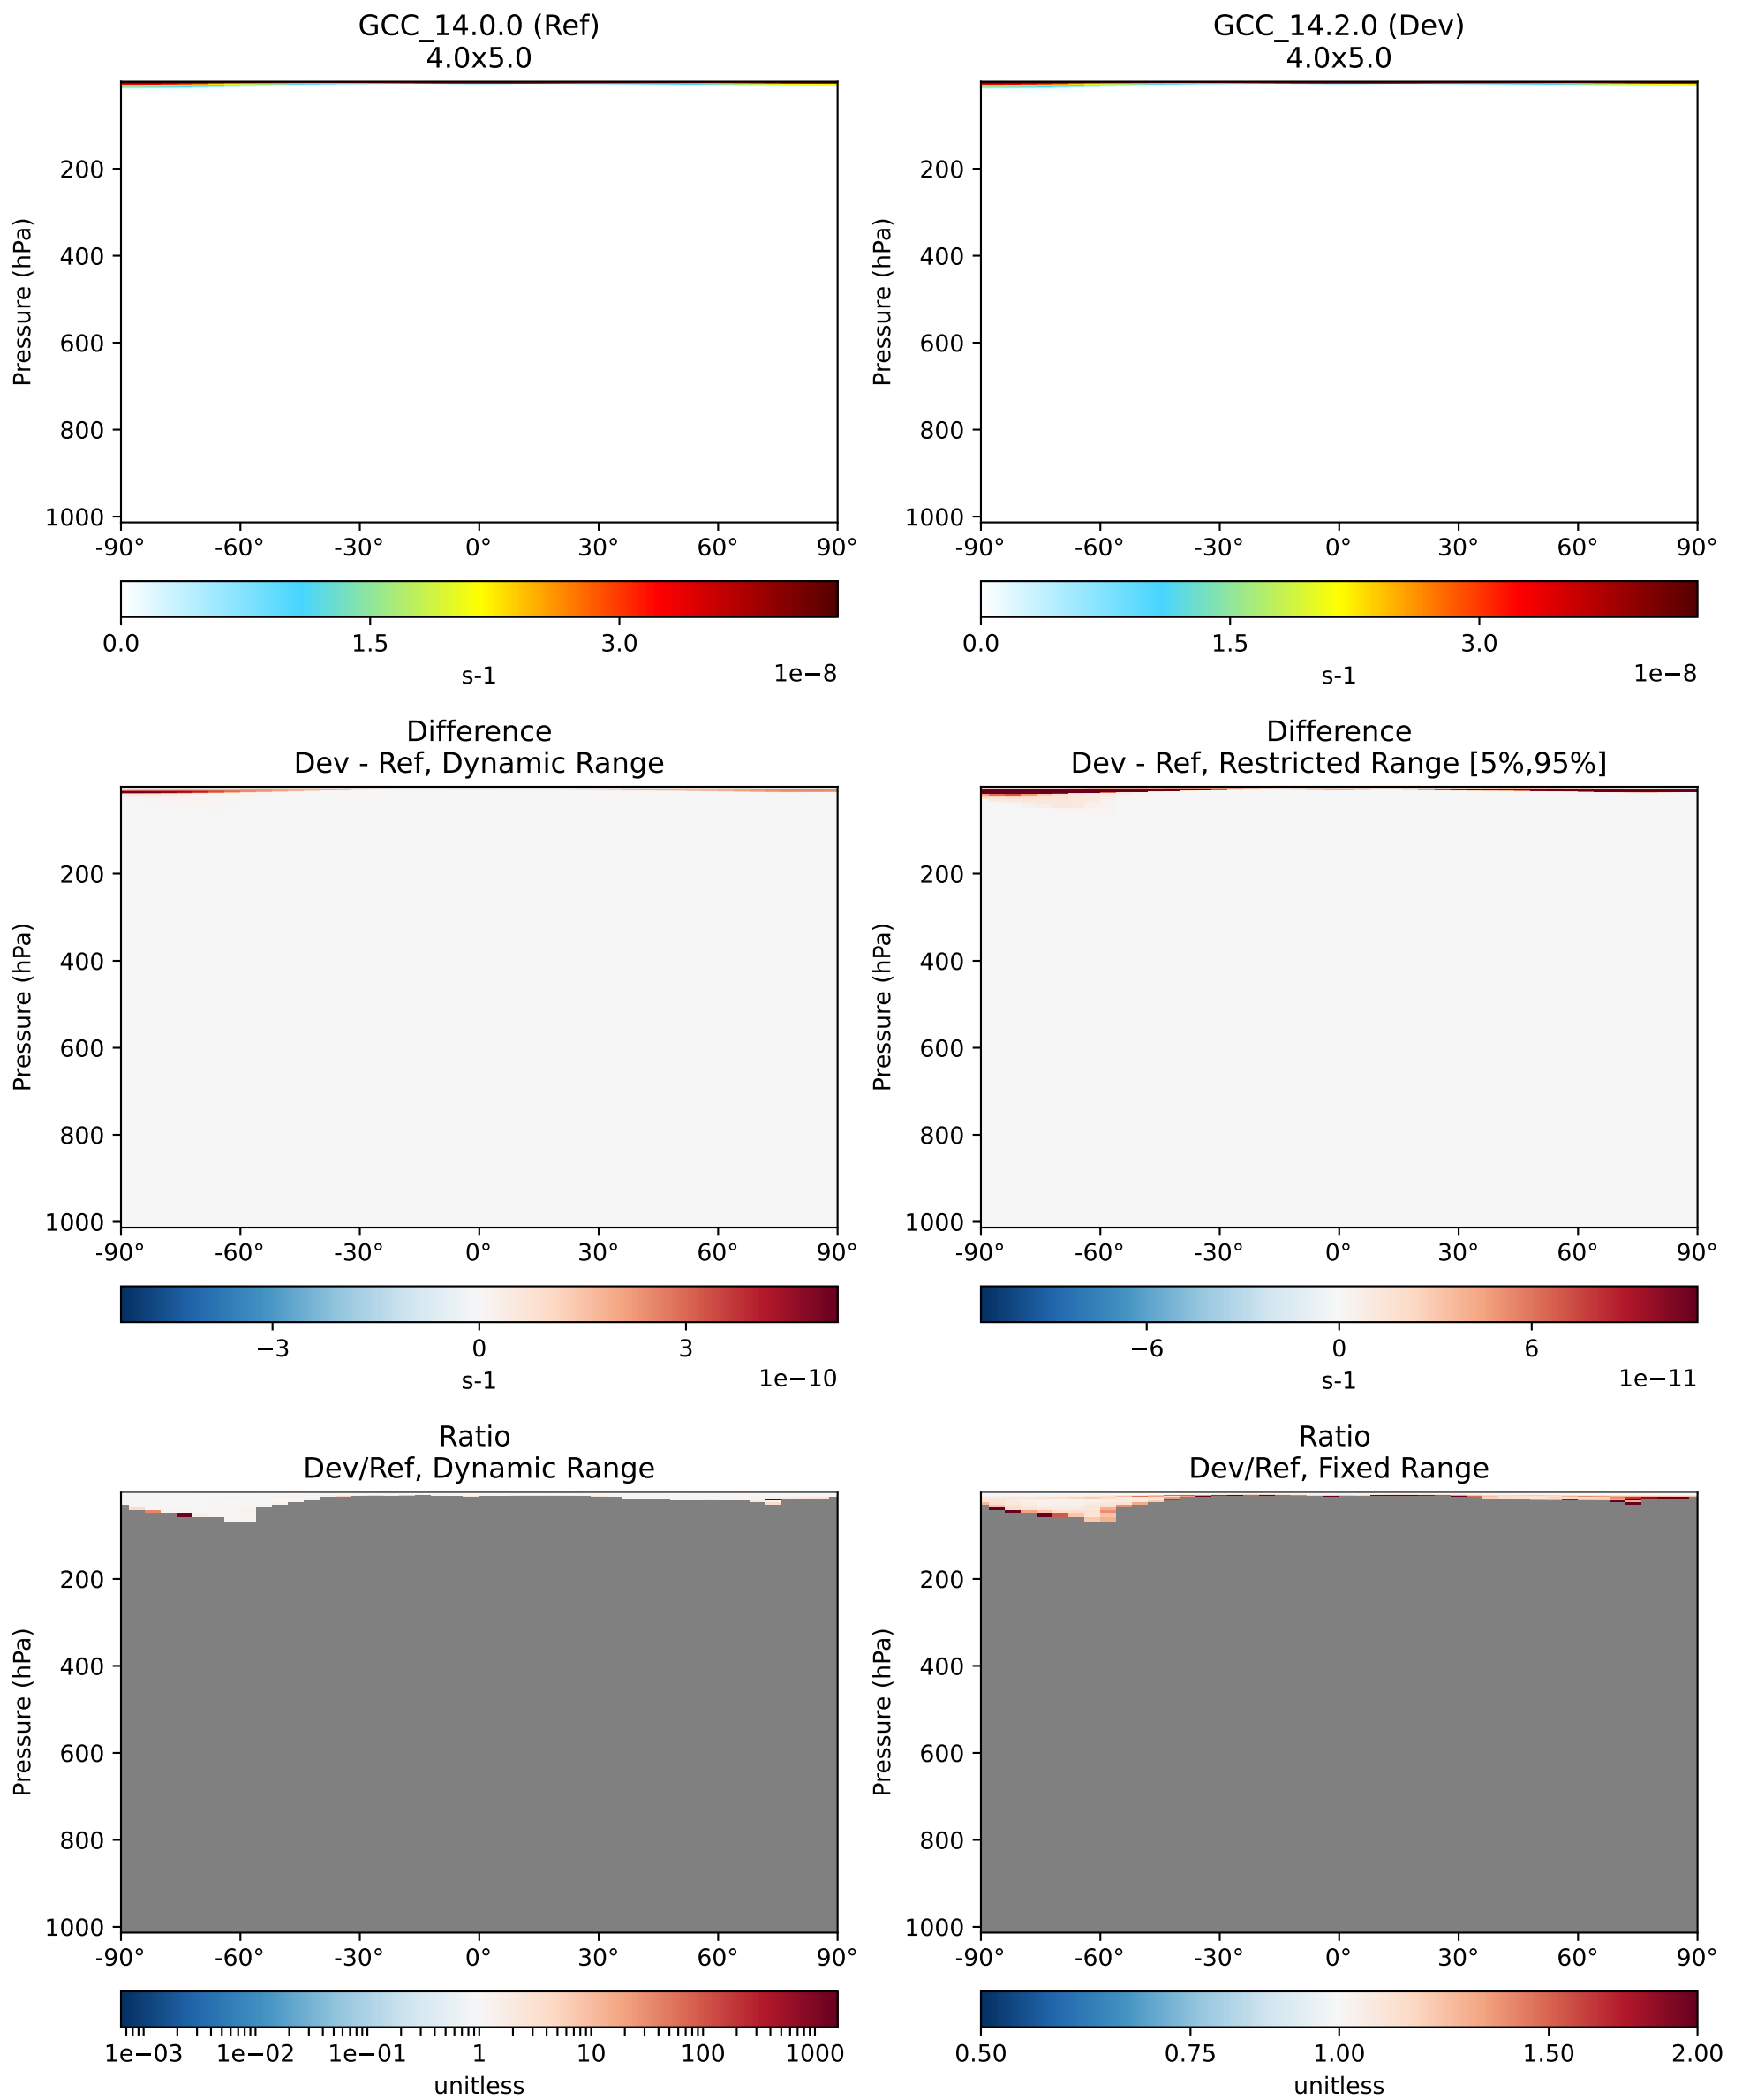 GCC_14.0.0 (Ref)
4.0x5.0
Pressure (hPa)
200
400
600
800
1000
-90° -60° -30° 0° 30° 60° 90°
0.0 1.5 3.0
s-1 1e−8
GCC_14.2.0 (Dev)
4.0x5.0
Pressure (hPa)
200
400
600
800
1000
-90° -60° -30° 0° 30° 60° 90°
0.0 1.5 3.0
s-1 1e−8
Difference
Dev - Ref, Dynamic Range
Pressure (hPa)
200
400
600
800
1000
-90° -60° -30° 0° 30° 60° 90°
−3 0 3
s-1 1e−10
Difference
Dev - Ref, Restricted Range [5%,95%]
Pressure (hPa)
200
400
600
800
1000
-90° -60° -30° 0° 30° 60° 90°
−6 0 6
s-1 1e−11
Ratio
Dev/Ref, Dynamic Range
Pressure (hPa)
200
400
600
800
1000
-90° -60° -30° 0° 30° 60° 90°
1e−03 1e−02 1e−01 1 10 100 1000
unitless
Ratio
Dev/Ref, Fixed Range
Pressure (hPa)
200
400
600
800
1000
-90° -60° -30° 0° 30° 60° 90°
0.50 0.75 1.00 1.50 2.00
unitless